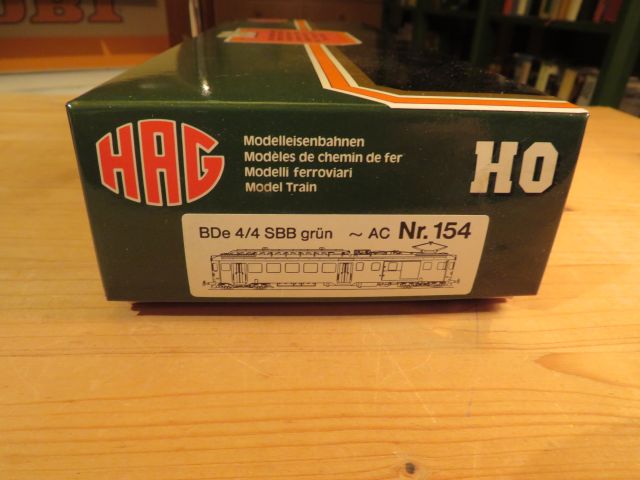 OBI
HAG
Modelleisenbahnen
Modèles de chemin de fer
Modelli ferroviari
Model Train
HO
BDe 4/4 SBB grün ~ AC Nr. 154